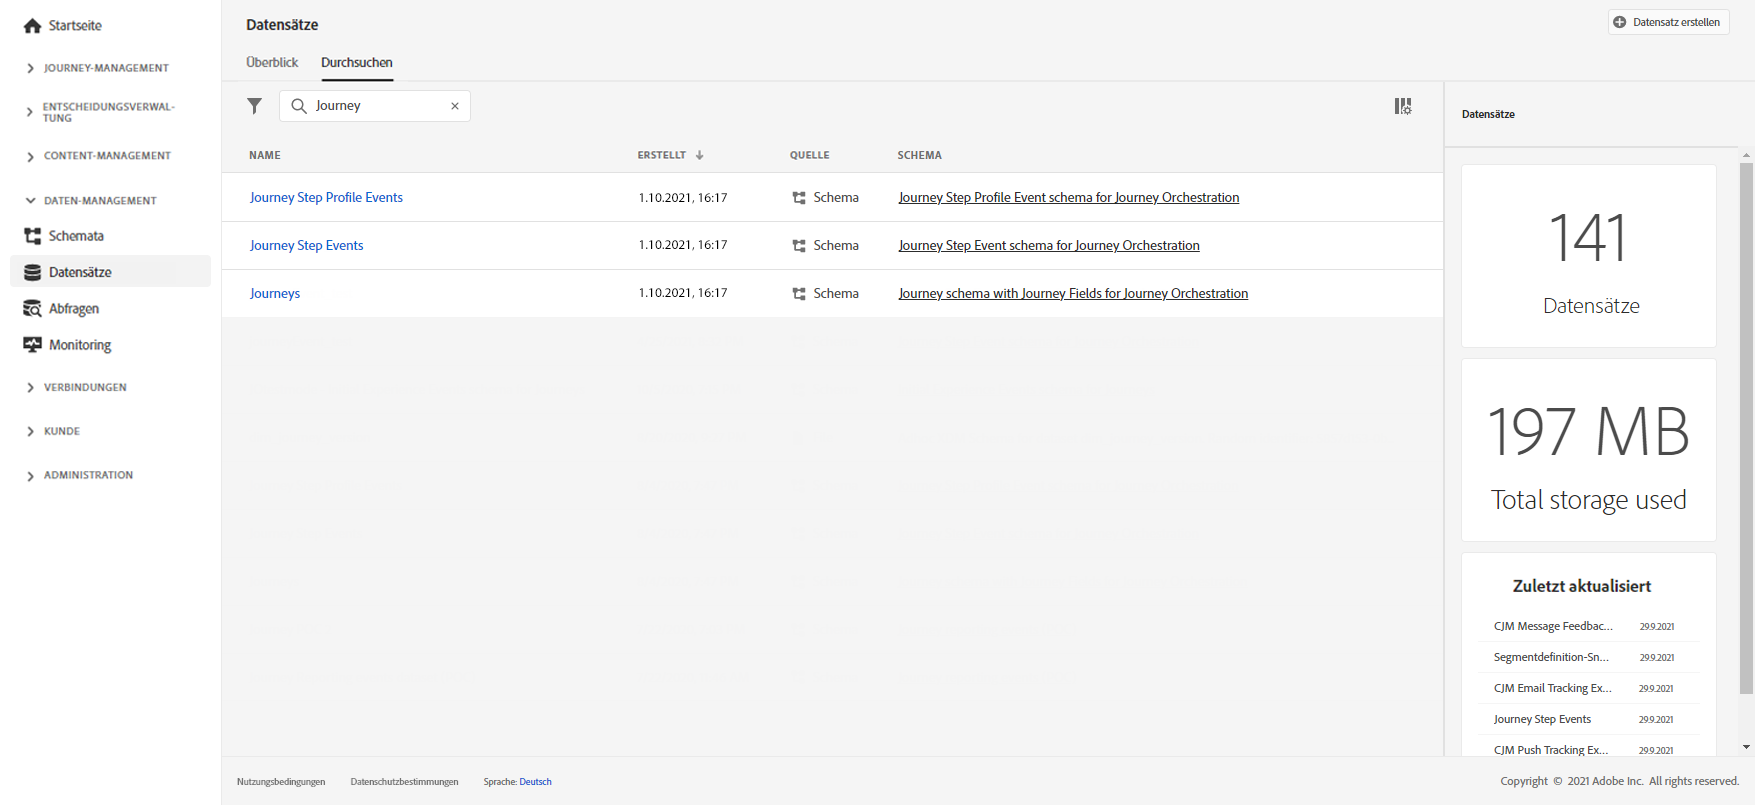 Startseite
JOURNEY-MANAGEMENT
ENTSCHEIDUNGSVERWAL-
TUNG
CONTENT-MANAGEMENT
DATEN-MANAGEMENT
Schemata
Datensätze
Abfragen
Monitoring
VERBINDUNGEN
KUNDE
ADMINISTRATION
Datensätze
Datensatz erstellen
Überblick Durchsuchen
Journey
NAME ERSTELLT QUELLE SCHEMA
Journey Step Profile Events 1.10.2021, 16:17 Schema Journey Step Profile Event schema for Journey Orchestration
Journey Step Events 1.10.2021, 16:17 Schema Journey Step Event schema for Journey Orchestration
Journeys 1.10.2021, 16:17 Schema Journey schema with Journey Fields for Journey Orchestration
Datensätze
141
Datensätze
197 MB
Total storage used
Zuletzt aktualisiert
CJM Message Feedbac... 29.9.2021
Segmentdefinition-Sn... 29.9.2021
CJM Email Tracking Ex... 29.9.2021
Journey Step Events 29.9.2021
CJM Push Tracking Ex... 29.9.2021
Nutzungsbedingungen Datenschutzbestimmungen Sprache: Deutsch
Copyright © 2021 Adobe Inc. All rights reserved.